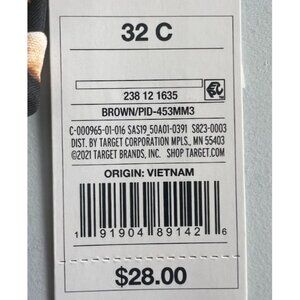 32 C
238 12 1635
BROWN/PID-453MM3
C-000965-01-016 SAS19_50A01-0391 S823-0003
DIST. BY TARGET CORPORATION MPLS., MN 55403
©2021 TARGET BRANDS, INC. SHOP TARGET.COM
ORIGIN: VIETNAM
1 91904 89142 6
$28.00